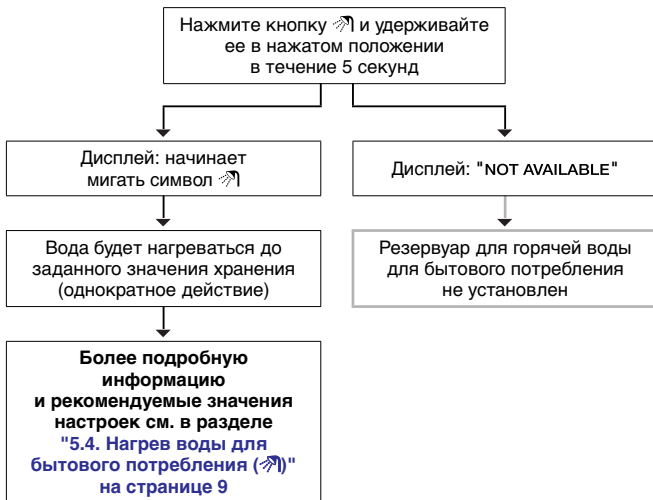 Нажмите кнопку и удерживайте
ее в нажатом положении
в течение 5 секунд
Дисплей: начинает
мигать символ
Дисплей: "NOT AVAILABLE"
Вода будет нагреваться до
заданного значения хранения
(однократное действие)
Резервуар для горячей воды
для бытового потребления
не установлен
Более подробную
информацию
и рекомендуемые значения
настроек см. в разделе
"5.4. Нагрев воды для
бытового потребления ()"
на странице 9